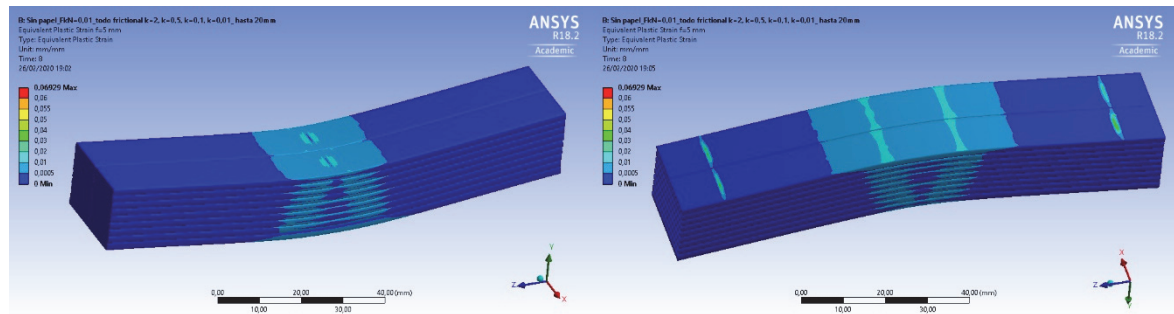 B: Sin papel_FkN=0,01_todo frictional k=2, k=0,5, k=0,1, k=0,01_hasta 20mm
Equivalent Plastic Strain f=5 mm
Type: Equivalent Plastic Strain
Unit: mm/mm
Time: 8
26/02/2020 19:02
0,06929 Max
0,06
0,055
0,05
0,04
0,03
0,02
0,01
0,0005
0 Min
ANSYS
R18.2
Academic
Y
Z
X
0,00
20,00
40,00 (mm)
10,00
30,00
B: Sin papel_FkN=0,01_todo frictional k=2, k=0,5, k=0,1, k=0,01_hasta 20mm
Equivalent Plastic Strain f=5 mm
Type: Equivalent Plastic Strain
Unit: mm/mm
Time: 8
26/02/2020 19:05
0,06929 Max
0,06
0,055
0,05
0,04
0,03
0,02
0,01
0,0005
0 Min
ANSYS
R18.2
Academic
X
Z
Y
0,00
20,00
40,00 (mm)
10,00
30,00